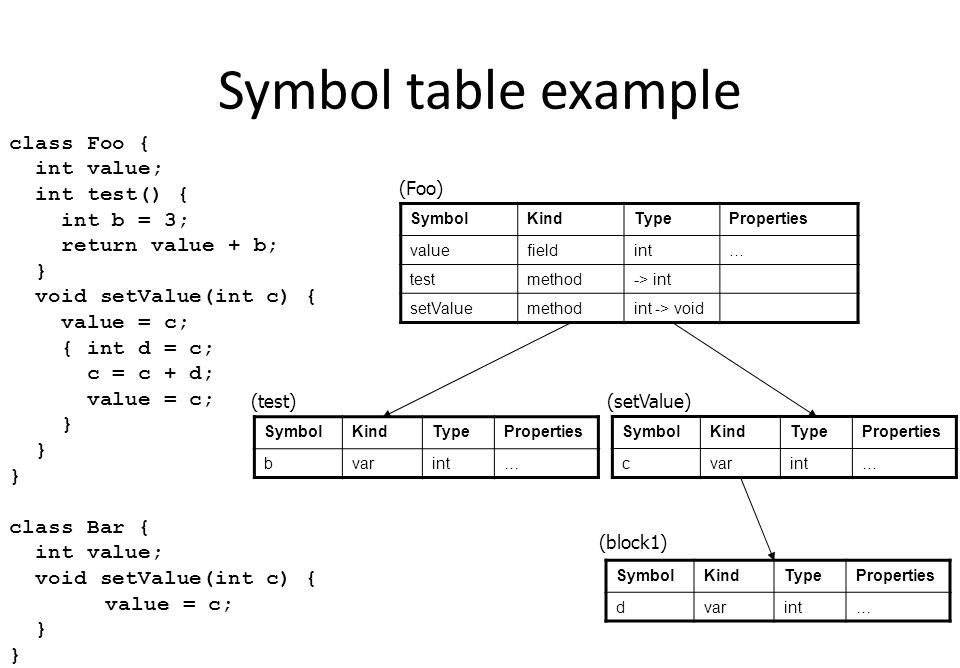 Symbol table example
class Foo {
int value;
int test() {
int b = 3;
return value + b;
}
void setValue(int c) {
value = c;
{ int d = c;
c = c + d;
value = c;
}
}
}
class Bar {
int value;
void setValue(int c) {
value = c;
}
}
(Foo)
Symbol Kind Type Properties
value field int ...
test method -> int
setValue method int -> void
(test)
Symbol Kind Type Properties
b var int ...
(setValue)
Symbol Kind Type Properties
c var int ...
(block1)
Symbol Kind Type Properties
d var int ...